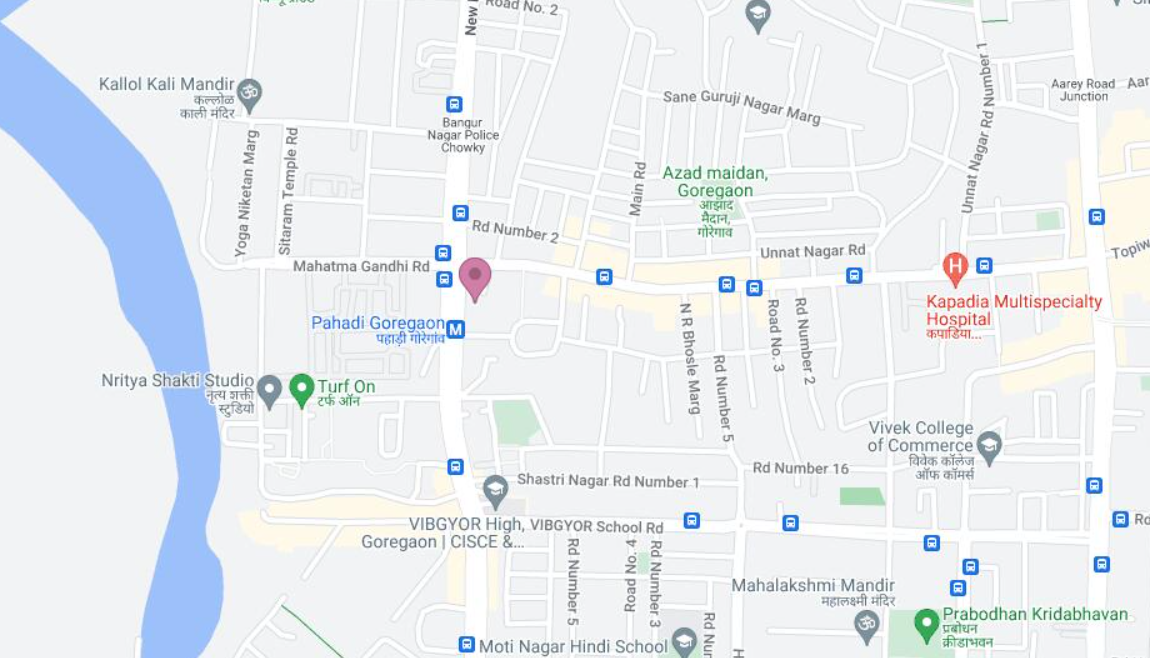 Road No. 2
New
Kallol Kali Mandir
कल्लोळ
काली मंदिर
Aarey Road
Junction
Aar
Sane Guruji Nagar Marg
Unnat Nagar Rd Number 1
Bangur
Nagar Police
Chowky
Yoga Niketan Marg
Sitaram Temple Rd
Main Rd
Azad maidan,
Goregaon
आझाद
मैदान,
गोरेगाव
Rd Number 2
Unnat Nagar Rd
Topiw
Mahatma Gandhi Rd
H
Kapadia Multispecialty
Hospital
कपाडिया...
Pahadi Goregaon
पहाड़ी गोरेगांव
M
N R Bhosle Marg
Road No. 3
Rd Number 2
Rd Number 5
Nritya Shakti Studio
नृत्य शक्ती
स्टुडियो
Turf On
टर्फ ऑन
Vivek College
of Commerce
विवेक कॉलेज
ऑफ कॉमर्स
Rd Number 16
Shastri Nagar Rd Number 1
VIBGYOR High,
Goregaon | CISCE &...
VIBGYOR School Rd
Rd
Rd Number 5
Road No. 4
Rd Number 3
Mahalakshmi Mandir
महालक्ष्मी मंदिर
Prabodhan Kridabhavan
प्रबोधन
क्रीडाभवन
Rd Nun
Moti Nagar Hindi School